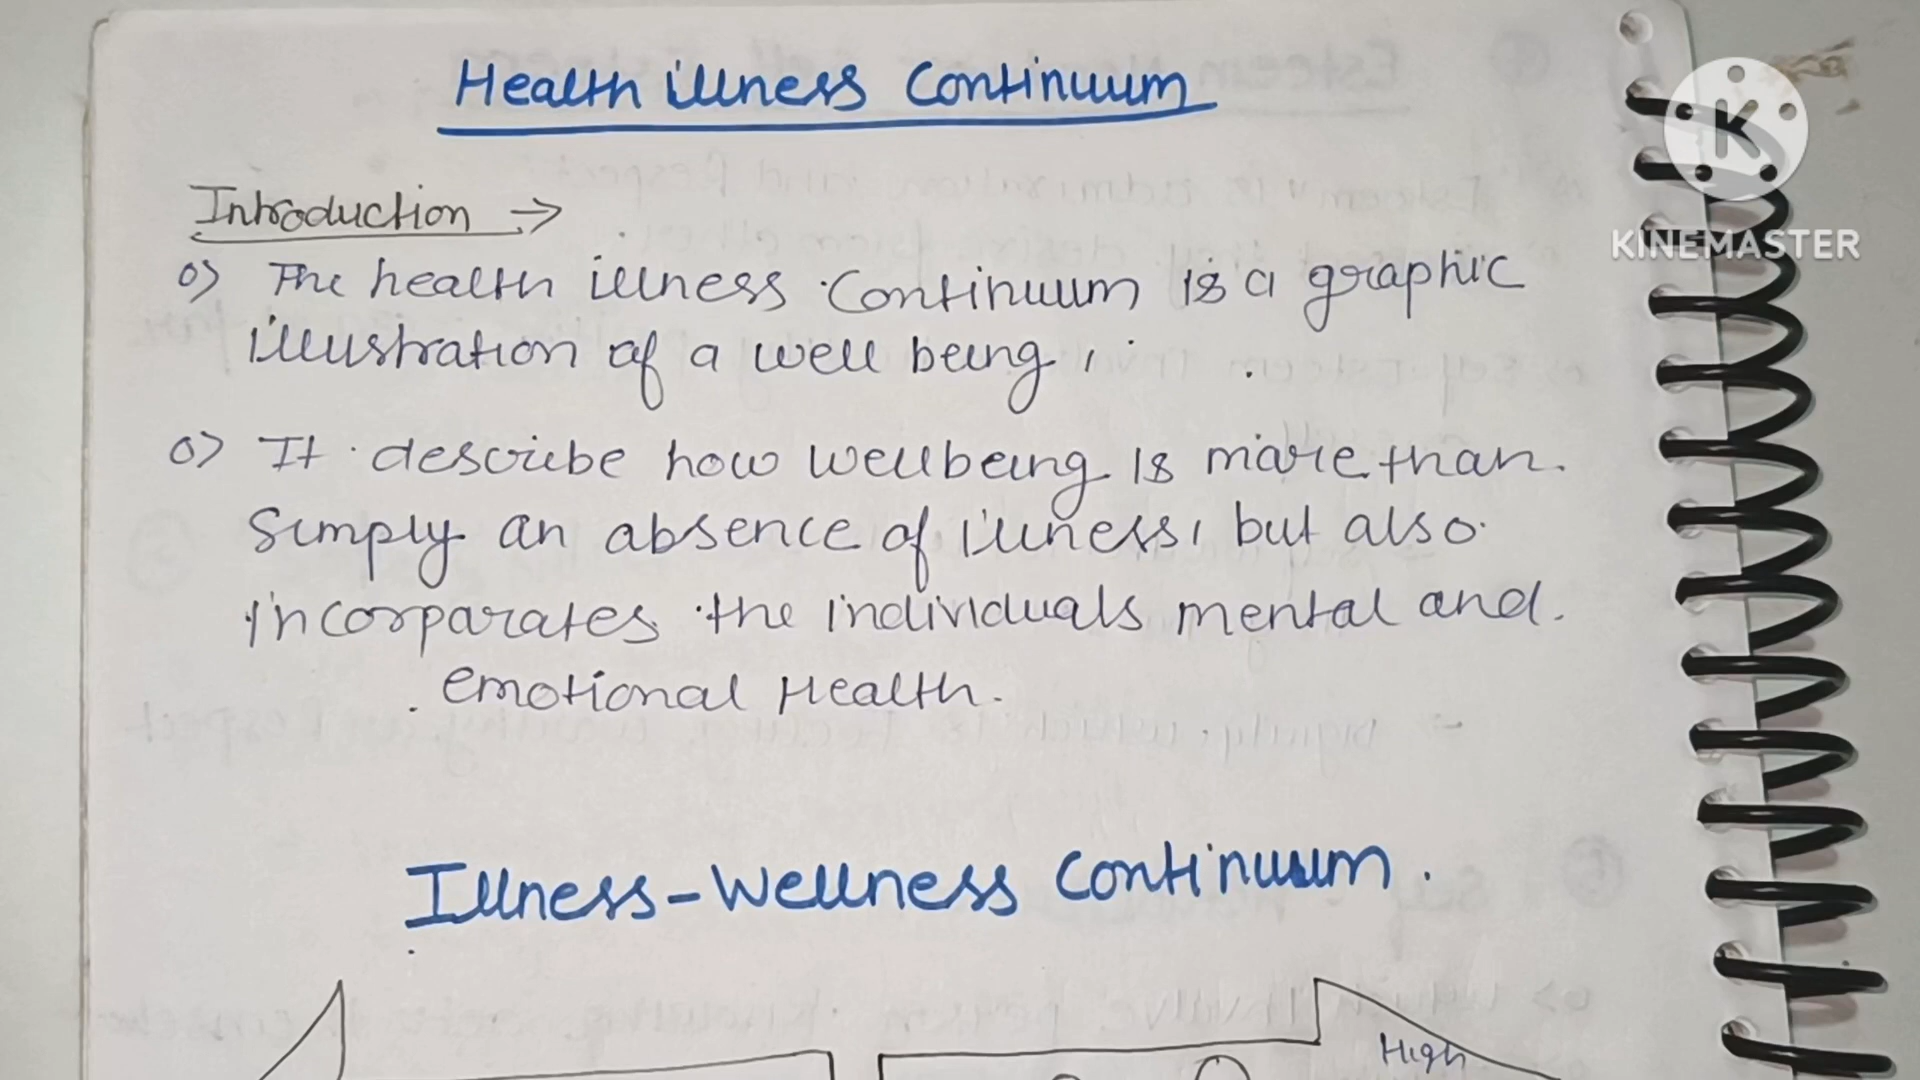 Health illness Continuum
Introduction →
o) The health illness Continuum is a graphic
illustration of a well being,
o) It describe how wellbeing is more than
Simply an absence of illness, but also
incorparates the individuals mental and
emotional Health.
Illness-Wellness Continuum.
High
K
KINEMASTER